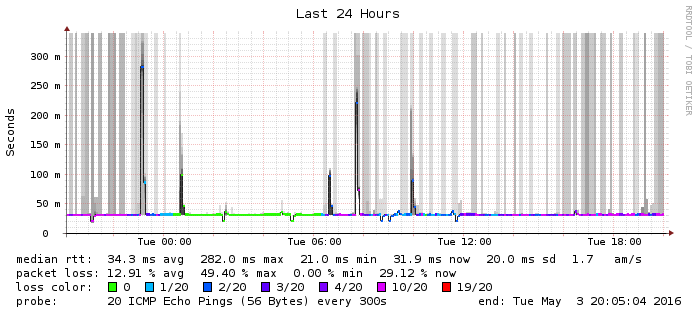 Last 24 Hours
RRDTOOL / TOBI OETIKER
Seconds
300 m
250 m
200 m
150 m
100 m
50 m
0
Tue 00:00 Tue 06:00 Tue 12:00 Tue 18:00
median rtt: 34.3 ms avg 282.0 ms max 21.0 ms min 31.9 ms now 20.0 ms sd 1.7 am/s
packet loss: 12.91 % avg 49.40 % max 0.00 % min 29.12 % now
loss color: 0 1/20 2/20 3/20 4/20 10/20 19/20
probe: 20 ICMP Echo Pings (56 Bytes) every 300s end: Tue May 3 20:05:04 2016